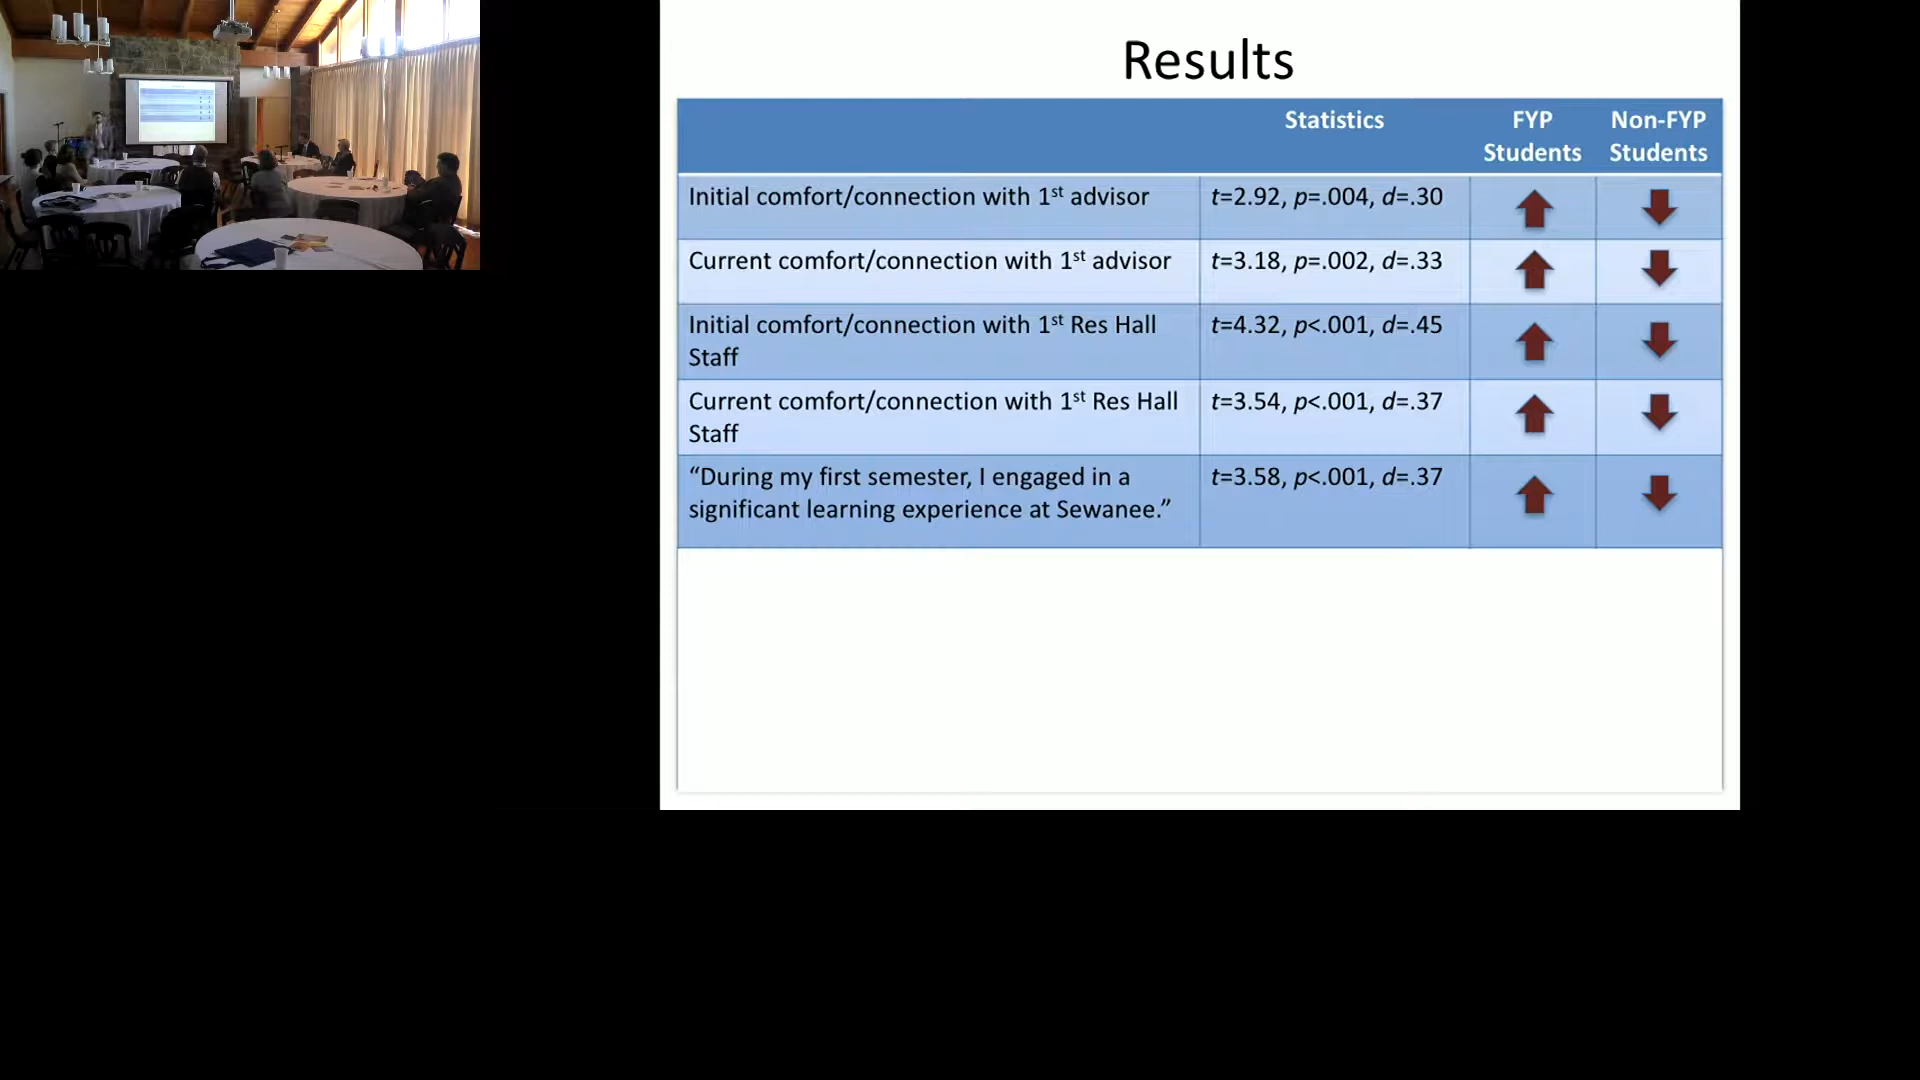 Results
Statistics
FYP
Students
Non-FYP
Students
Initial comfort/connection with 1st advisor
t=2.92, p=.004, d=.30
Current comfort/connection with 1st advisor
t=3.18, p=.002, d=.33
Initial comfort/connection with 1st Res Hall
Staff
t=4.32, p<.001, d=.45
Current comfort/connection with 1st Res Hall
Staff
t=3.54, p<.001, d=.37
“During my first semester, I engaged in a
significant learning experience at Sewanee.”
t=3.58, p<.001, d=.37